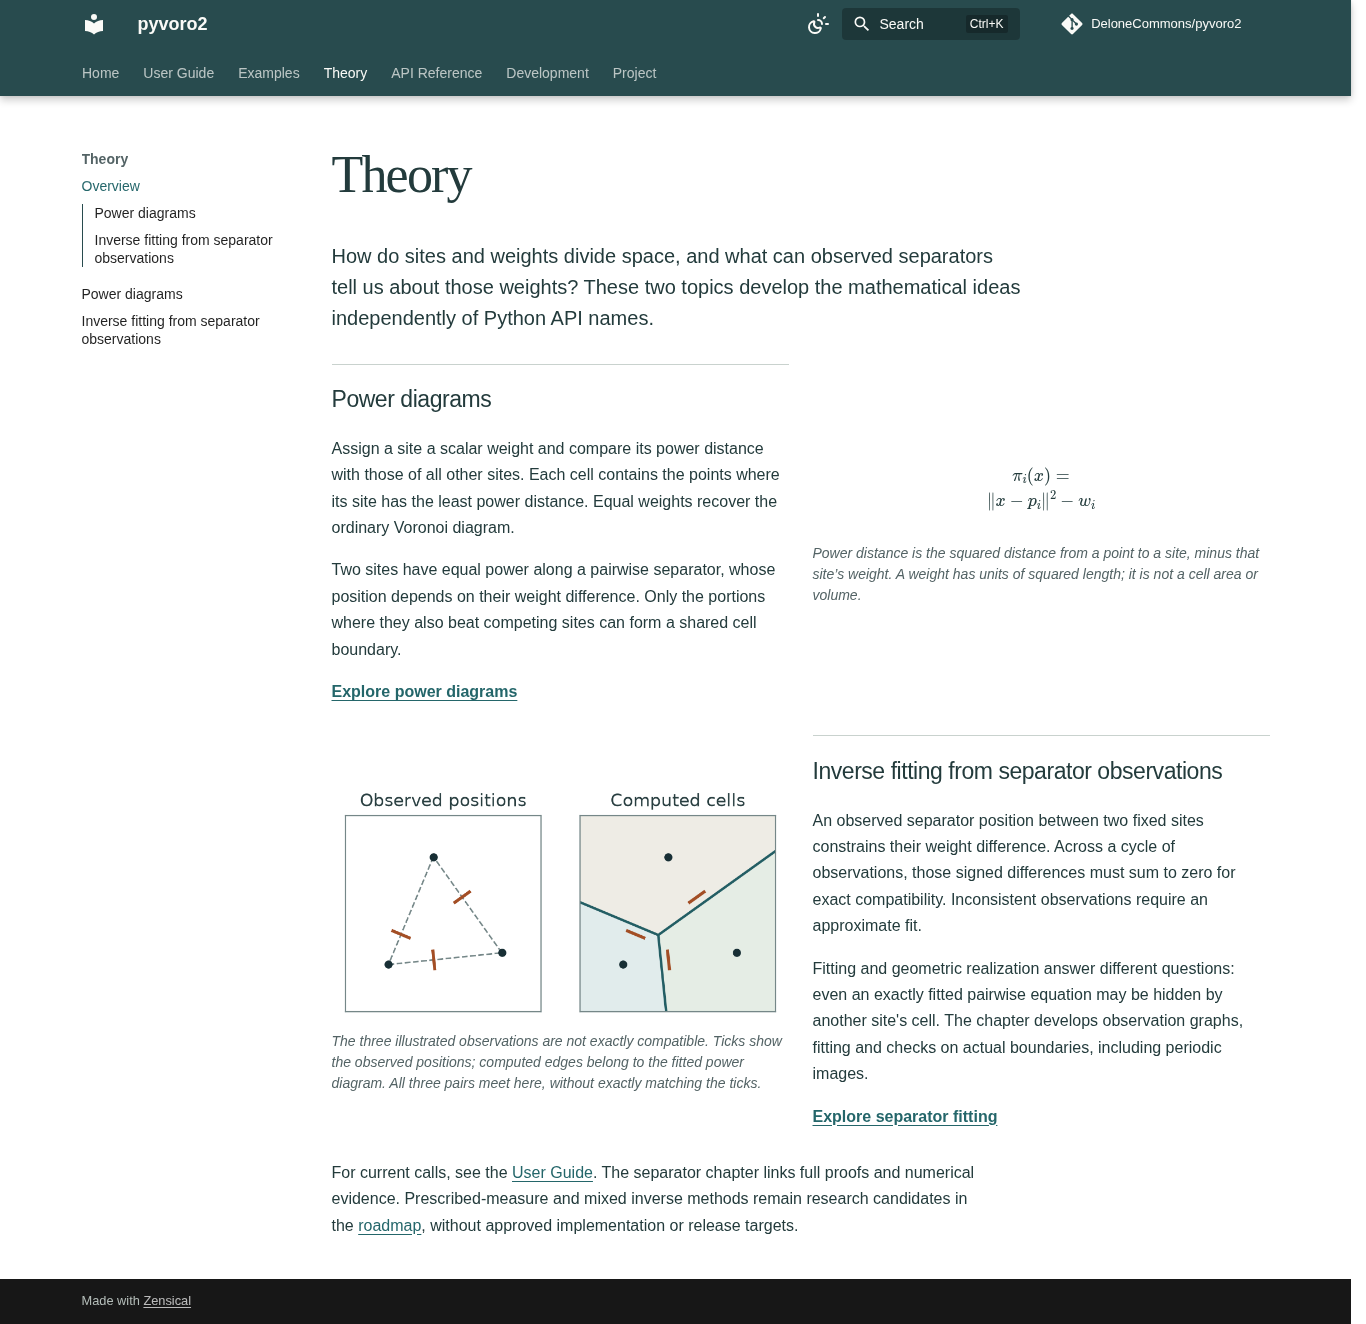 pyvoro2
Search
Ctrl+K
DeloneCommons/pyvoro2
Home
User Guide
Examples
Theory
API Reference
Development
Project
Theory
Overview
Power diagrams
Inverse fitting from separator
observations
Power diagrams
Inverse fitting from separator
observations
Theory
How do sites and weights divide space, and what can observed separators
tell us about those weights? These two topics develop the mathematical ideas
independently of Python API names.
Power diagrams
Assign a site a scalar weight and compare its power distance
with those of all other sites. Each cell contains the points where
its site has the least power distance. Equal weights recover the
ordinary Voronoi diagram.
Two sites have equal power along a pairwise separator, whose
position depends on their weight difference. Only the portions
where they also beat competing sites can form a shared cell
boundary.
Explore power diagrams
πᵢ(x) =
‖x − pᵢ‖² − wᵢ
Power distance is the squared distance from a point to a site, minus that
site's weight. A weight has units of squared length; it is not a cell area or
volume.
Observed positions
Computed cells
The three illustrated observations are not exactly compatible. Ticks show
the observed positions; computed edges belong to the fitted power
diagram. All three pairs meet here, without exactly matching the ticks.
Inverse fitting from separator observations
An observed separator position between two fixed sites
constrains their weight difference. Across a cycle of
observations, those signed differences must sum to zero for
exact compatibility. Inconsistent observations require an
approximate fit.
Fitting and geometric realization answer different questions:
even an exactly fitted pairwise equation may be hidden by
another site's cell. The chapter develops observation graphs,
fitting and checks on actual boundaries, including periodic
images.
Explore separator fitting
For current calls, see the User Guide. The separator chapter links full proofs and numerical
evidence. Prescribed-measure and mixed inverse methods remain research candidates in
the roadmap, without approved implementation or release targets.
Made with Zensical